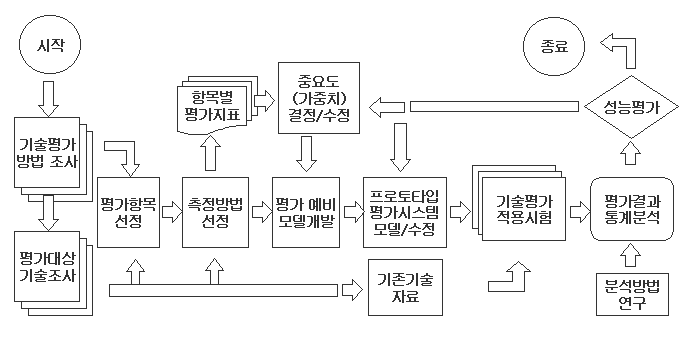 시작
종료
항목별
평가지표
중요도
(가중치)
결정/수정
성능평가
기술평가
방법 조사
평가항목
선정
측정방법
선정
평가 예비
모델개발
프로토타입
평가시스템
모델/수정
기술평가
적용시험
평가결과
통계분석
평가대상
기술조사
기존기술
자료
분석방법
연구